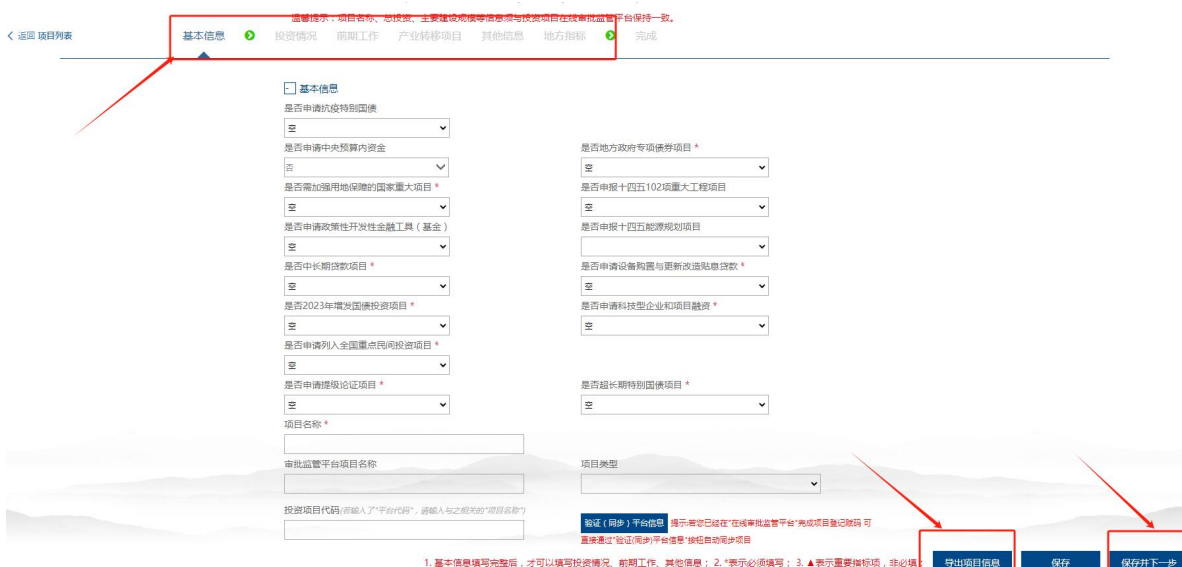 温馨提示：项目名称、总投资、主要建设规模等信息须与投资项目在线审批监管平台保持一致。
返回 项目列表
基本信息 投资情况 前期工作 产业转移项目 其他信息 地方指标 完成
基本信息
是否申请抗疫特别国债
空
是否申请中央预算内资金 是否地方政府专项债券项目 *
否 空
是否需加强用地保障的国家重大项目 * 是否申报十四五102项重大工程项目
空 空
是否申请政策性开发性金融工具（基金） 是否申报十四五能源规划项目
空
是否中长期贷款项目 * 是否申请设备购置与更新改造贴息贷款 *
空 空
是否2023年增发国债投资项目 * 是否申请科技型企业和项目融资 *
空 空
是否申请列入全国重点民间投资项目 *
空
是否申请提级论证项目 * 是否超长期特别国债项目 *
空 空
项目名称 *
审批监管平台项目名称 项目类型
投资项目代码(若输入了"平台代码"，请输入与之相关的"项目名称")
验证（同步）平台信息 提示:若您已经在"在线审批监管平台"完成项目登记赋码 可
直接通过"验证(同步)平台信息"按钮自动同步项目
1. 基本信息填写完整后，才可以填写投资情况、前期工作、其他信息； 2. *表示必须填写； 3. ▲表示重要指标项，非必填； 导出项目信息 保存 保存并下一步